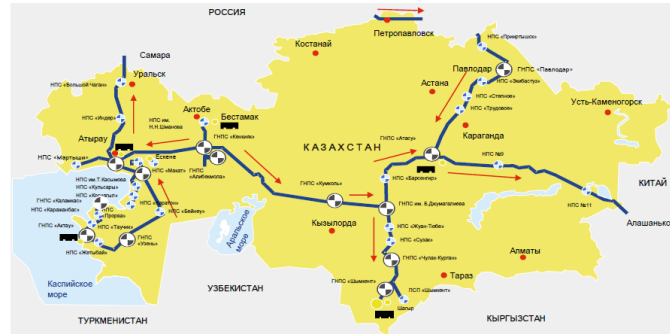 РОССИЯ
Петропавловск
Костанай
НПС «Прииртышск»
Самара
НПС «Большой Чаган»
Уральск
Павлодар
ГНПС «Павлодар»
Астана
НПС «Экибастуз»
Актобе
НПС «Степное»
Бестамак
НПС «Трудовое»
Усть-Каменогорск
НПС «Индер»
НПС им.
Н.Н.Шманова
Караганда
Атырау
ГНПС «Кенкияк»
КАЗАХСТАН
ГНПС «Атасу»
НПС «Мартыши»
Ескене
НПС «Макат»
ГНПС
«Алибекмола»
НПС №9
НПС им.Т.Касымова
НПС «Барсенгир»
КИТАЙ
НПС «Кульсары»
ГНПС «Кумколь»
ГНПС
«Каламкас»
ГНПС им. Б.Джумагалиева
НПС №11
НПС «Каражанбас»
НПС
«Прорва»
НПС «Бейнеу»
Алашанькоу
НПС «Таучик»
Аральское
море
Кызылорда
НПС «Жуан-Тюбе»
ГНПС
«Актау»
НПС «Сузак»
ГНПС
«Узень»
Алматы
НПС «Жетыбай»
ГНПС «Чулак-Курган»
Каспийское
море
Тараз
УЗБЕКИСТАН
ГНПС «Шымкент»
ПСП «Шымкент»
Шагыр
ТУРКМЕНИСТАН
КЫРГЫЗСТАН